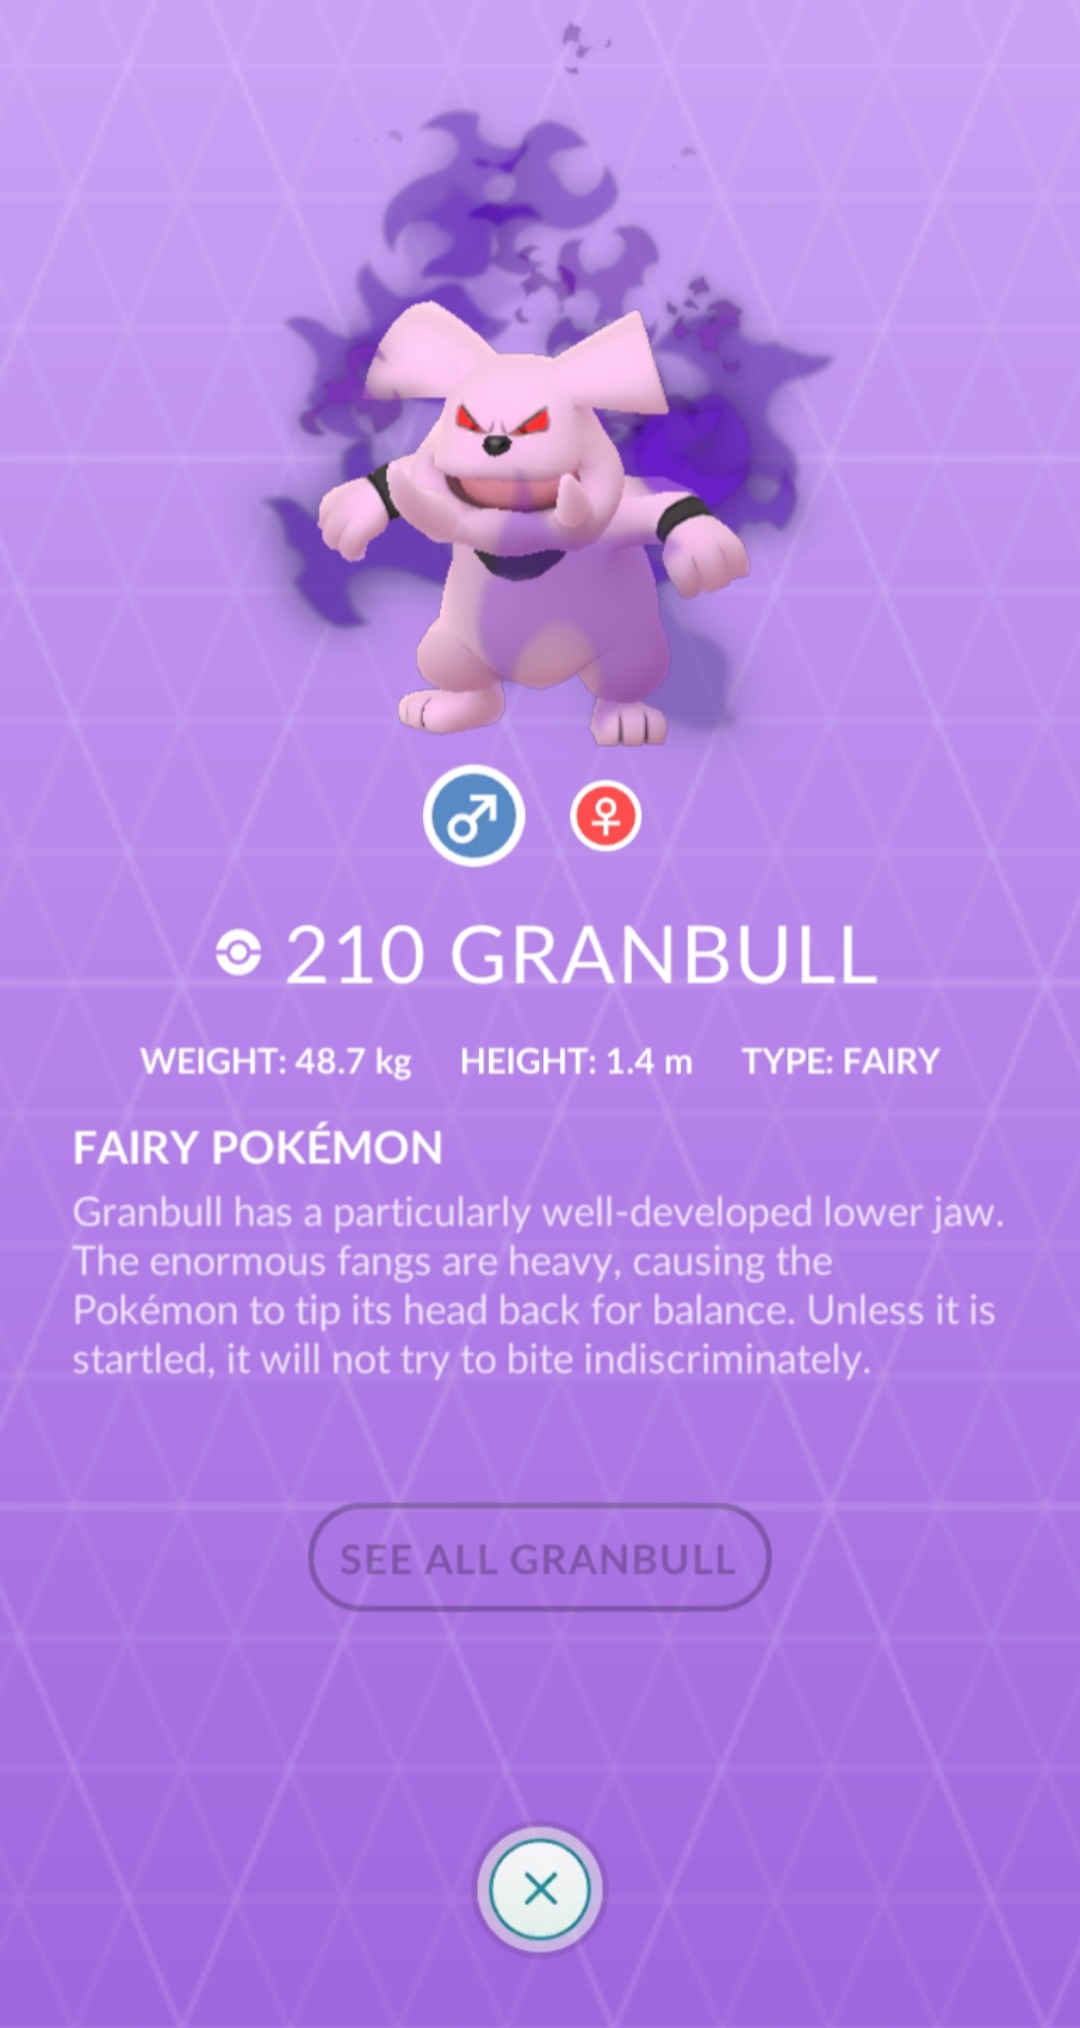 210 GRANBULL
WEIGHT: 48.7 kg HEIGHT: 1.4 m TYPE: FAIRY
FAIRY POKÉMON
Granbull has a particularly well-developed lower jaw.
The enormous fangs are heavy, causing the
Pokémon to tip its head back for balance. Unless it is
startled, it will not try to bite indiscriminately.
SEE ALL GRANBULL